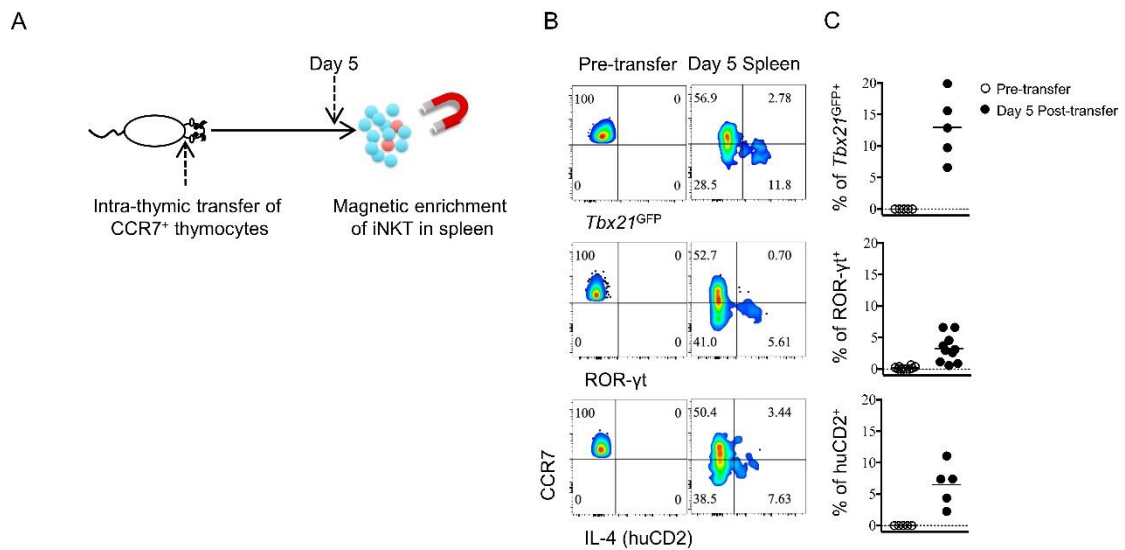 A
Day 5
Intra-thymic transfer of
CCR7+ thymocytes
Magnetic enrichment
of iNKT in spleen
B
Pre-transfer Day 5 Spleen
100 0 56.9 2.78
0 0 28.5 11.8
Tbx21GFP
100 0 52.7 0.70
0 0 41.0 5.61
ROR-γt
100 0 50.4 3.44
0 0 38.5 7.63
CCR7
IL-4 (huCD2)
C
% of Tbx21GFP+
20
15
10
5
0
Pre-transfer
Day 5 Post-transfer
% of ROR-γt+
20
15
10
5
0
% of huCD2+
20
15
10
5
0